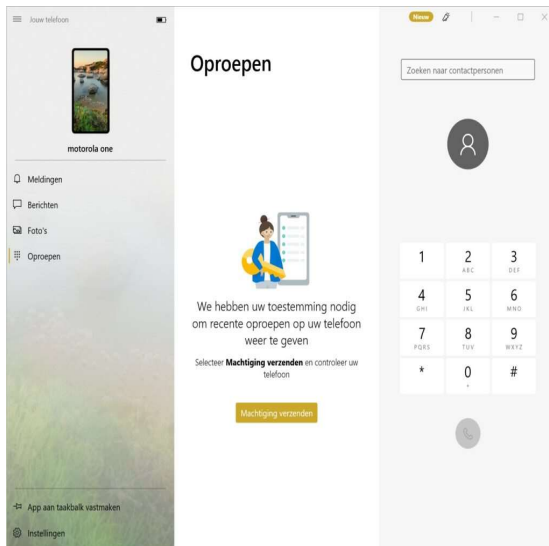 Jouw telefoon
motorola one
Meldingen
Berichten
Foto's
Oproepen
App aan taakbalk vastmaken
Instellingen
Oproepen
We hebben uw toestemming nodig
om recente oproepen op uw telefoon
weer te geven
Selecteer Machtiging verzenden en controleer uw
telefoon
Machtiging verzenden
Nieuw
Zoeken naar contactpersonen
1 2 3
ABC DEF
4 5 6
GHI JKL MNO
7 8 9
PQRS TUV WXYZ
* 0 #
+